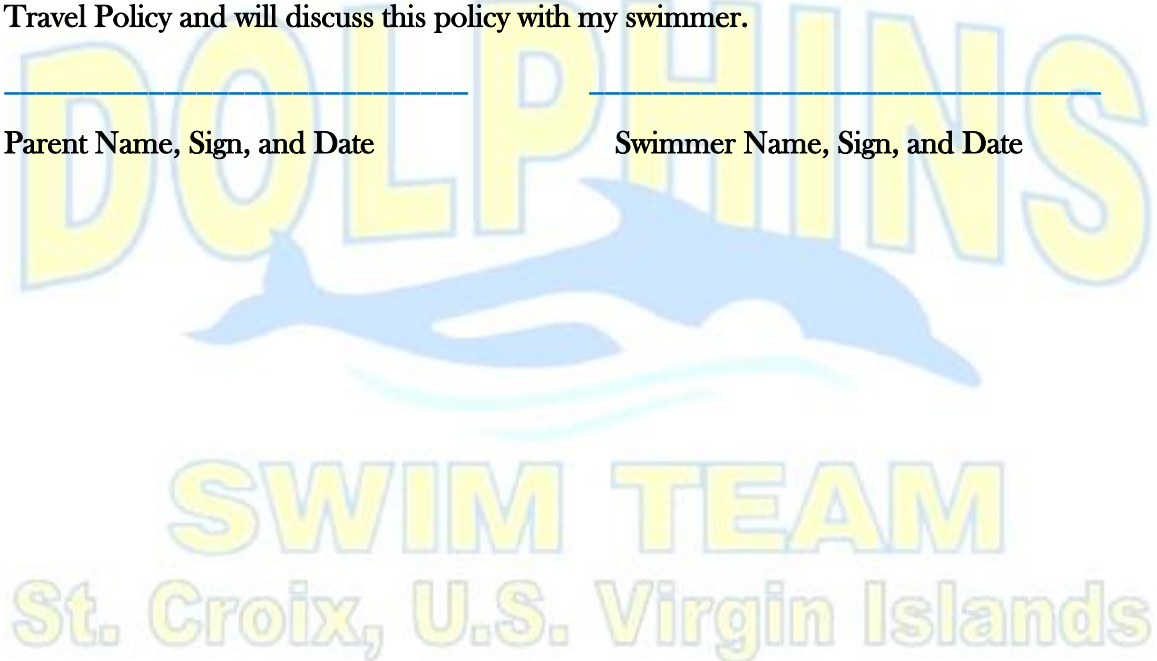 Travel Policy and will discuss this policy with my swimmer.
Parent Name, Sign, and Date Swimmer Name, Sign, and Date
DOLPHINS
SWIM TEAM
St. Croix, U.S. Virgin Islands